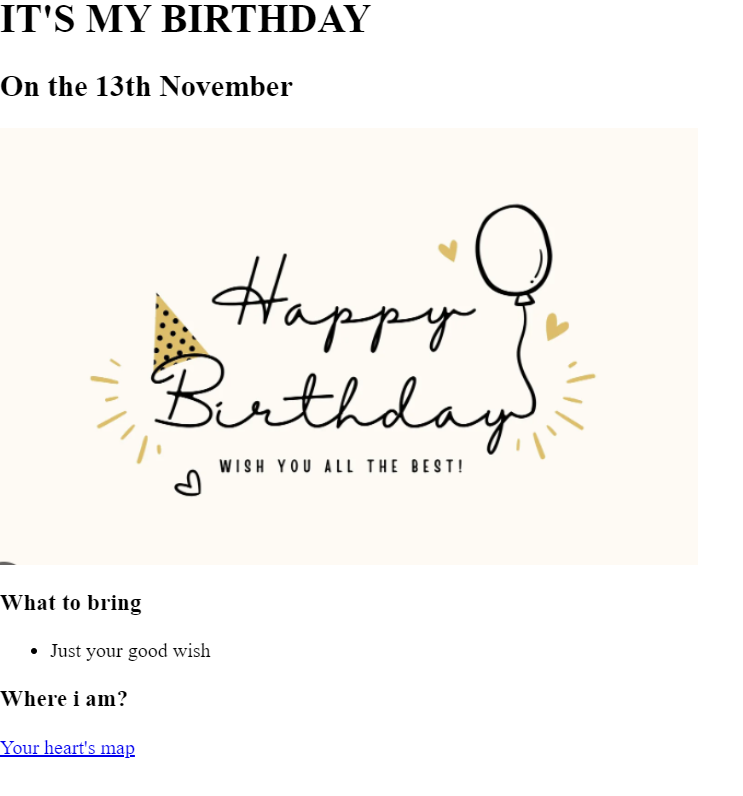 IT'S MY BIRTHDAY
On the 13th November
Happy
Birthday
WISH YOU ALL THE BEST!
What to bring
Just your good wish
Where i am?
Your heart's map